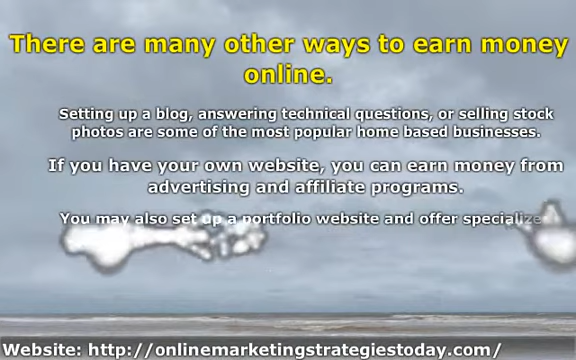 There are many other ways to earn money
online.
Setting up a blog, answering technical questions, or selling stock
photos are some of the most popular home based businesses.
If you have your own website, you can earn money from
advertising and affiliate programs.
You may also set up a portfolio website and offer specialize
Website: http://onlinemarketingstrategiestoday.com/